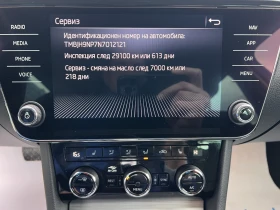 Сервиз
Идентификационен номер на автомобила:
TMBJH9NP7N7012121
Инспекция след 29100 км или 613 дни
Сервиз - смяна на масло след 7000 км или
218 дни
RADIO
MEDIA
PHONE
VOICE
NAV
APP
CAR
MENU
MENU